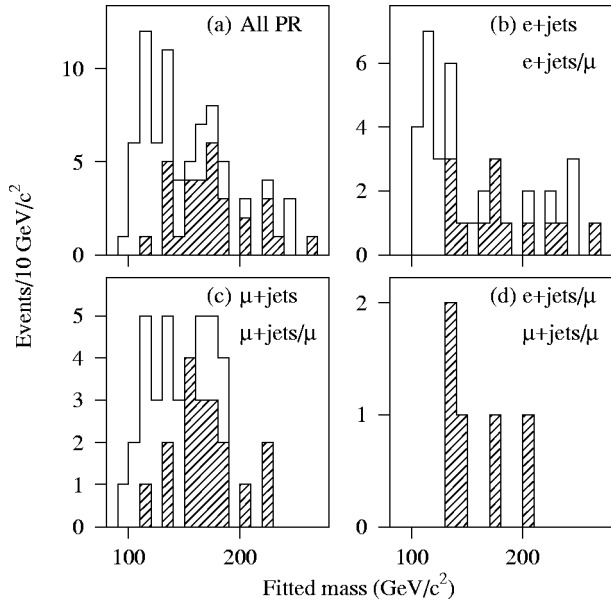 (a) All PR
(b) e+jets
e+jets/μ
10
5
0
6
4
2
0
Events/10 GeV/c²
(c) μ+jets
μ+jets/μ
(d) e+jets/μ
μ+jets/μ
5
4
3
2
1
0
2
1
0
100 200
100 200
Fitted mass (GeV/c²)